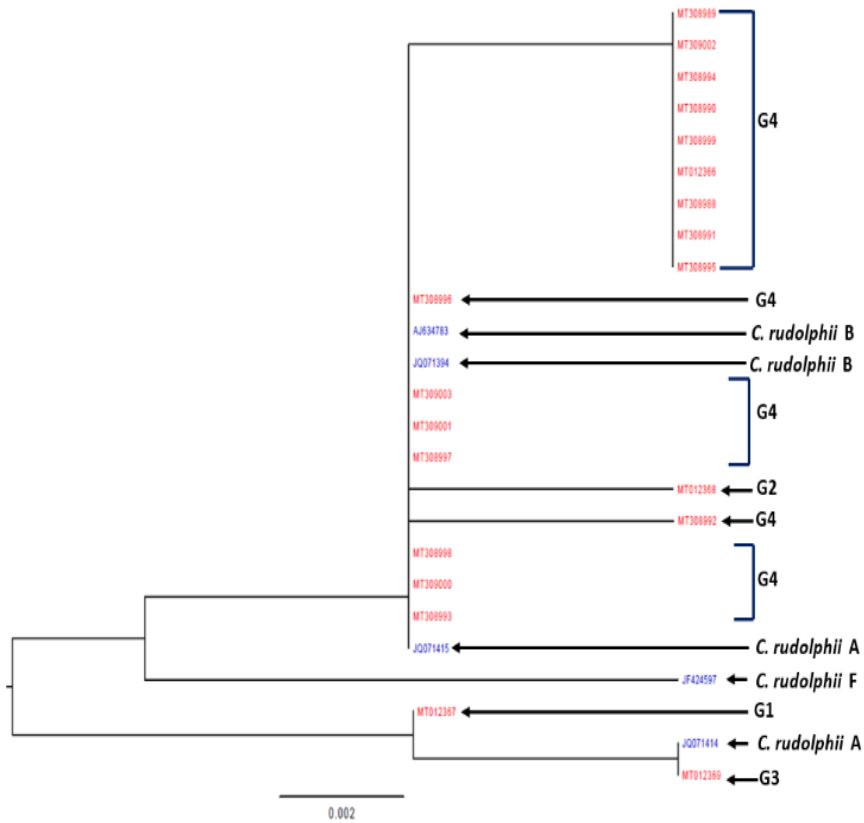 MT308989
MT309002
MT308994
MT308990
MT308999
G4
MT012366
MT308988
MT308991
MT308995
MT308996 G4
AJ634783 C. rudolphii B
JQ071394 C. rudolphii B
MT309003
G4
MT309001
MT308997
MT012368 G2
MT308992 G4
MT308998
G4
MT309000
MT308993
JQ071415 C. rudolphii A
JF424597 C. rudolphii F
MT012367 G1
JQ071414 C. rudolphii A
MT012369 G3
0.002